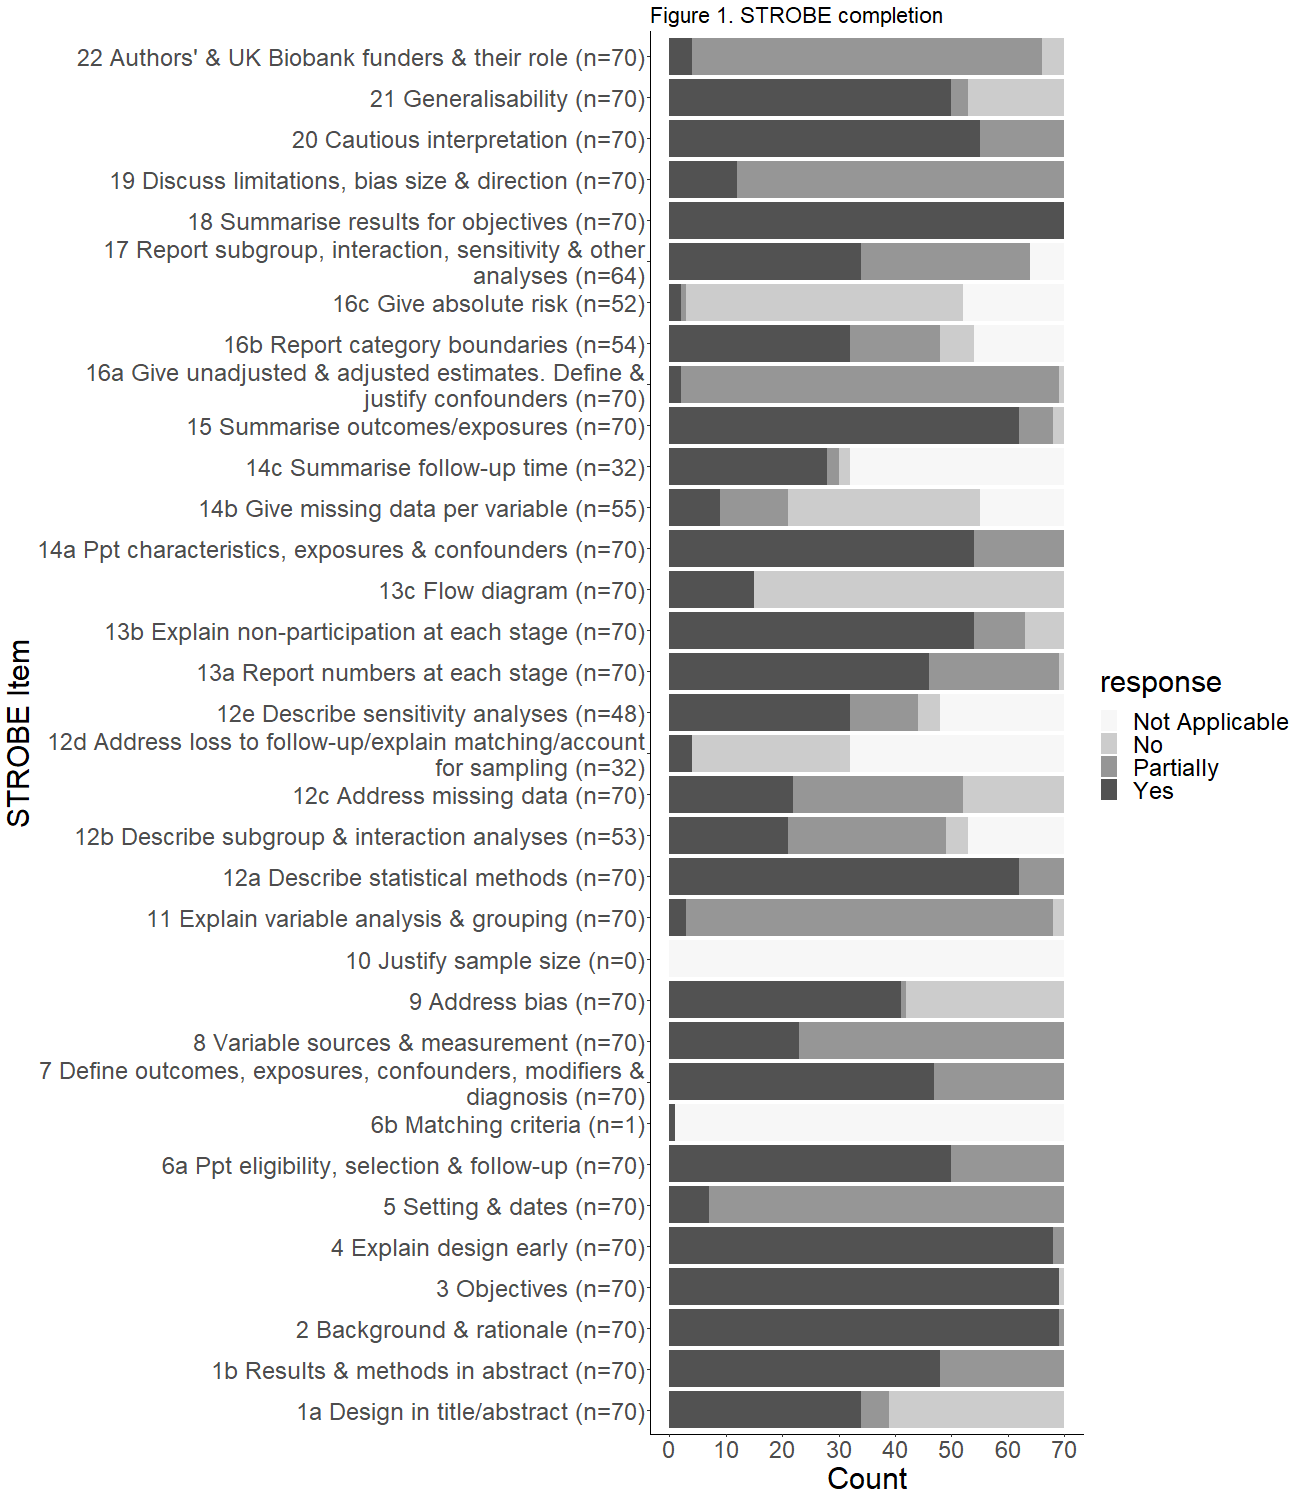 Figure 1. STROBE completion
22 Authors' & UK Biobank funders & their role (n=70)
21 Generalisability (n=70)
20 Cautious interpretation (n=70)
19 Discuss limitations, bias size & direction (n=70)
18 Summarise results for objectives (n=70)
17 Report subgroup, interaction, sensitivity & other
analyses (n=64)
16c Give absolute risk (n=52)
16b Report category boundaries (n=54)
16a Give unadjusted & adjusted estimates. Define &
justify confounders (n=70)
15 Summarise outcomes/exposures (n=70)
14c Summarise follow-up time (n=32)
14b Give missing data per variable (n=55)
14a Ppt characteristics, exposures & confounders (n=70)
13c Flow diagram (n=70)
13b Explain non-participation at each stage (n=70)
13a Report numbers at each stage (n=70)
12e Describe sensitivity analyses (n=48)
12d Address loss to follow-up/explain matching/account
for sampling (n=32)
12c Address missing data (n=70)
12b Describe subgroup & interaction analyses (n=53)
12a Describe statistical methods (n=70)
11 Explain variable analysis & grouping (n=70)
10 Justify sample size (n=0)
9 Address bias (n=70)
8 Variable sources & measurement (n=70)
7 Define outcomes, exposures, confounders, modifiers &
diagnosis (n=70)
6b Matching criteria (n=1)
6a Ppt eligibility, selection & follow-up (n=70)
5 Setting & dates (n=70)
4 Explain design early (n=70)
3 Objectives (n=70)
2 Background & rationale (n=70)
1b Results & methods in abstract (n=70)
1a Design in title/abstract (n=70)
STROBE Item
0 10 20 30 40 50 60 70
Count
response
Not Applicable
No
Partially
Yes